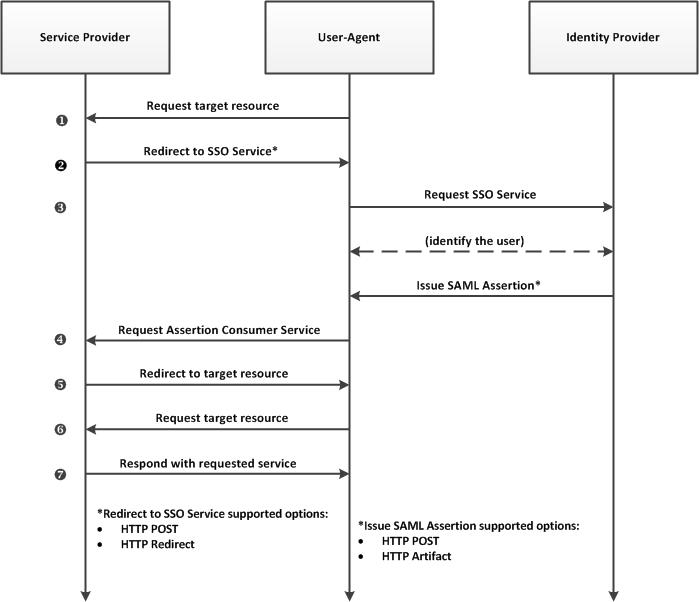 Service Provider
User-Agent
Identity Provider
Request target resource
❶
Redirect to SSO Service*
❷
Request SSO Service
❸
(identify the user)
Issue SAML Assertion*
Request Assertion Consumer Service
❹
Redirect to target resource
❺
Request target resource
❻
Respond with requested service
❼
*Redirect to SSO Service supported options:
• HTTP POST
• HTTP Redirect
*Issue SAML Assertion supported options:
• HTTP POST
• HTTP Artifact